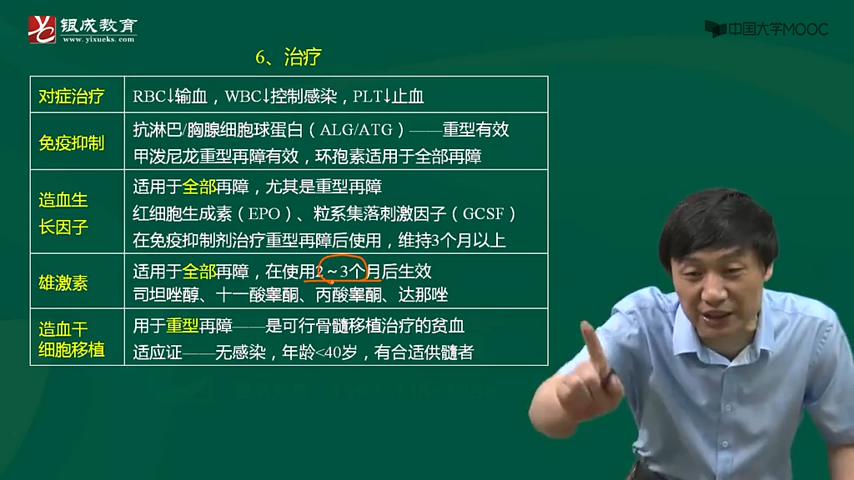 银成教育
www.yixueks.com
中国大学MOOC
6、治疗
对症治疗
RBC↓输血，WBC↓控制感染，PLT↓止血
免疫抑制
抗淋巴/胸腺细胞球蛋白（ALG/ATG）——重型有效
甲泼尼龙重型再障有效，环孢素适用于全部再障
造血生
长因子
适用于全部再障，尤其是重型再障
红细胞生成素（EPO）、粒系集落刺激因子（GCSF）
在免疫抑制剂治疗重型再障后使用，维持3个月以上
雄激素
适用于全部再障，在使用2～3个月后生效
司坦唑醇、十一酸睾酮、丙酸睾酮、达那唑
造血干
细胞移植
用于重型再障——是可行骨髓移植治疗的贫血
适应证——无感染，年龄<40岁，有合适供髓者